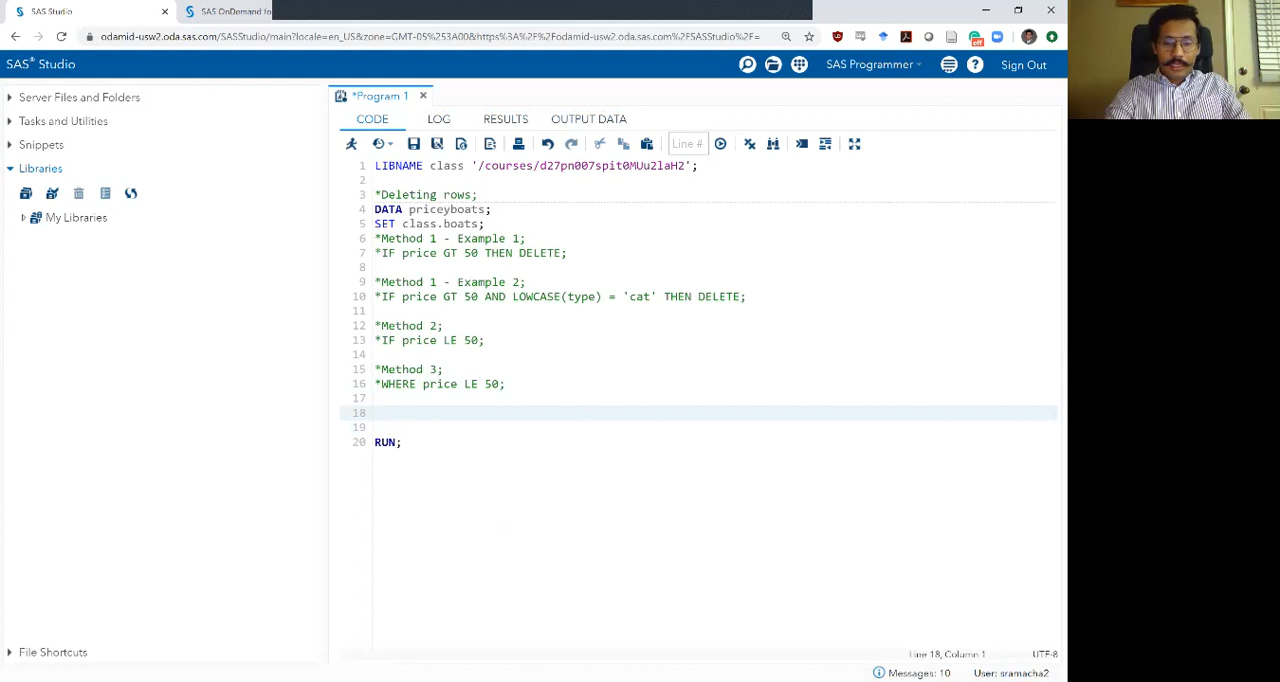 SAS Studio
SAS OnDemand fo
odamid-usw2.oda.sas.com/SASStudio/main?locale=en_US&zone=GMT-05%253A00&https%3A%2F%2Fodamid-usw2.oda.sas.com%2FSASStudio%2F=
SAS® Studio
SAS Programmer
Sign Out
Server Files and Folders
Tasks and Utilities
Snippets
Libraries
My Libraries
File Shortcuts
*Program 1
CODE LOG RESULTS OUTPUT DATA
Line #
1 LIBNAME class '/courses/d27pn007spit0MUu2laH2';
2
3 *Deleting rows;
4 DATA priceyboats;
5 SET class.boats;
6 *Method 1 - Example 1;
7 *IF price GT 50 THEN DELETE;
8
9 *Method 1 - Example 2;
10 *IF price GT 50 AND LOWCASE(type) = 'cat' THEN DELETE;
11
12 *Method 2;
13 *IF price LE 50;
14
15 *Method 3;
16 *WHERE price LE 50;
17
18
19
20 RUN;
Line 18, Column 1
UTF-8
Messages: 10
User: sramacha2